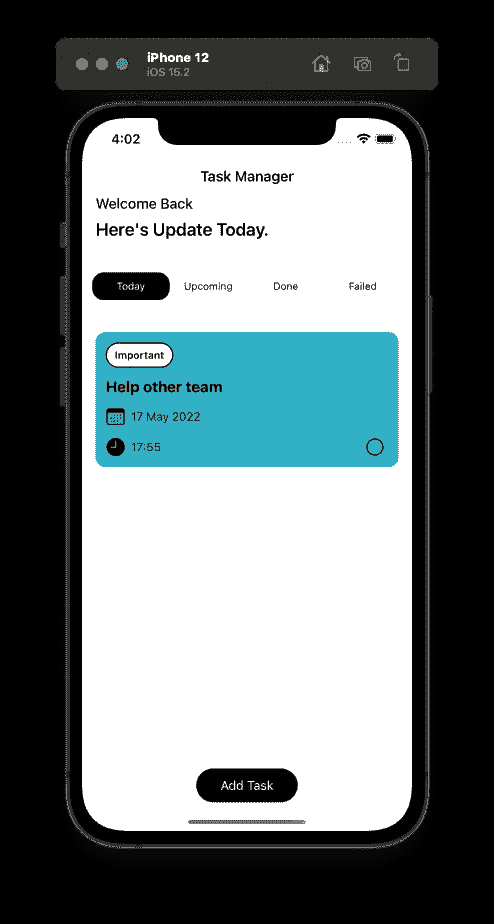 iPhone 12
iOS 15.2
4:02
Task Manager
Welcome Back
Here's Update Today.
Today Upcoming Done Failed
Important
Help other team
17 May 2022
17:55
Add Task